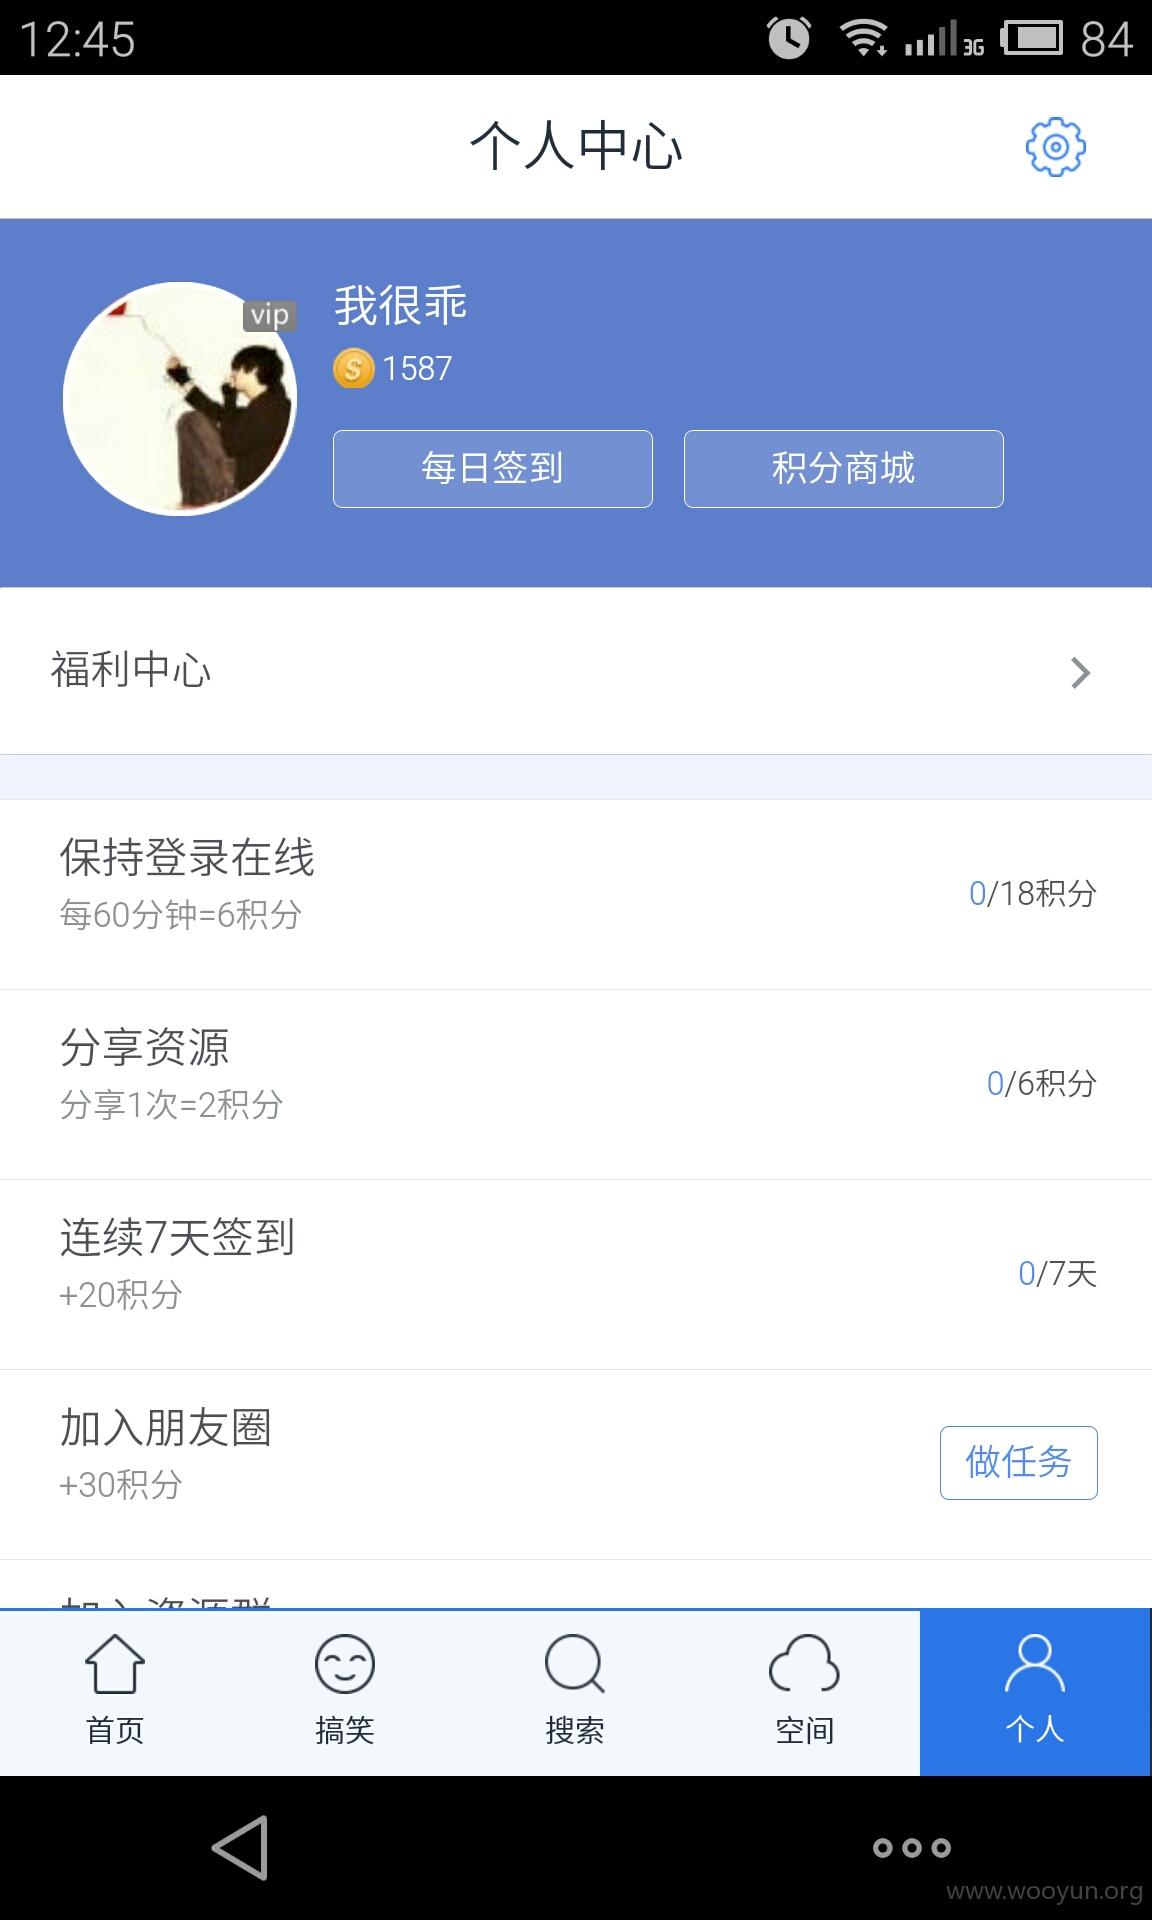 12:45
3G 84
个人中心
vip
我很乖
1587
每日签到
积分商城
福利中心
保持登录在线
每60分钟=6积分
0/18积分
分享资源
分享1次=2积分
0/6积分
连续7天签到
+20积分
0/7天
加入朋友圈
+30积分
做任务
加入资源群
首页
搞笑
搜索
空间
个人
www.wooyun.org